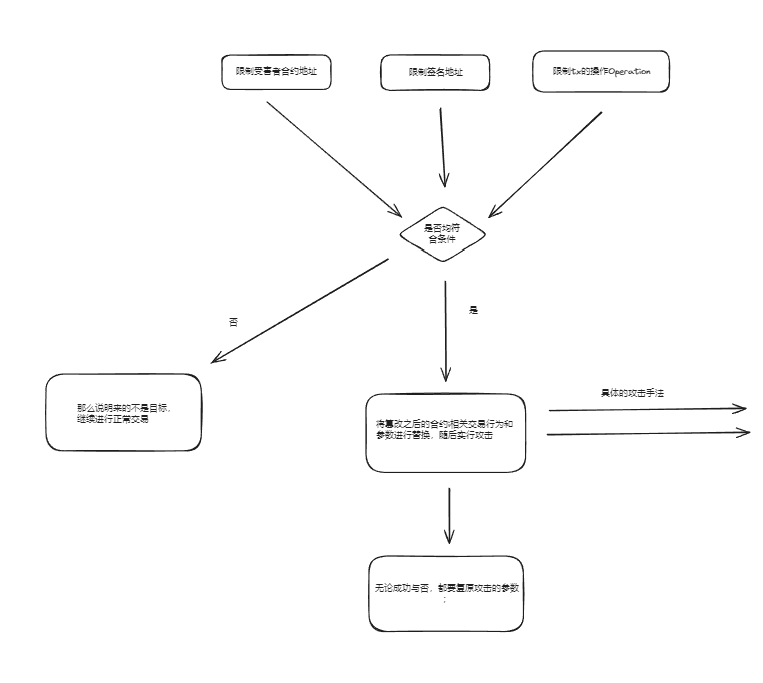 限制受害者合约地址
限制签名地址
限制tx的操作Operation
是否均符
合条件
否
是
那么说明来的不是目标，
继续进行正常交易
具体的攻击手法
将篡改之后的合约相关交易行为和
参数进行替换，随后实行攻击
无论成功与否，都要复原攻击的参数
；